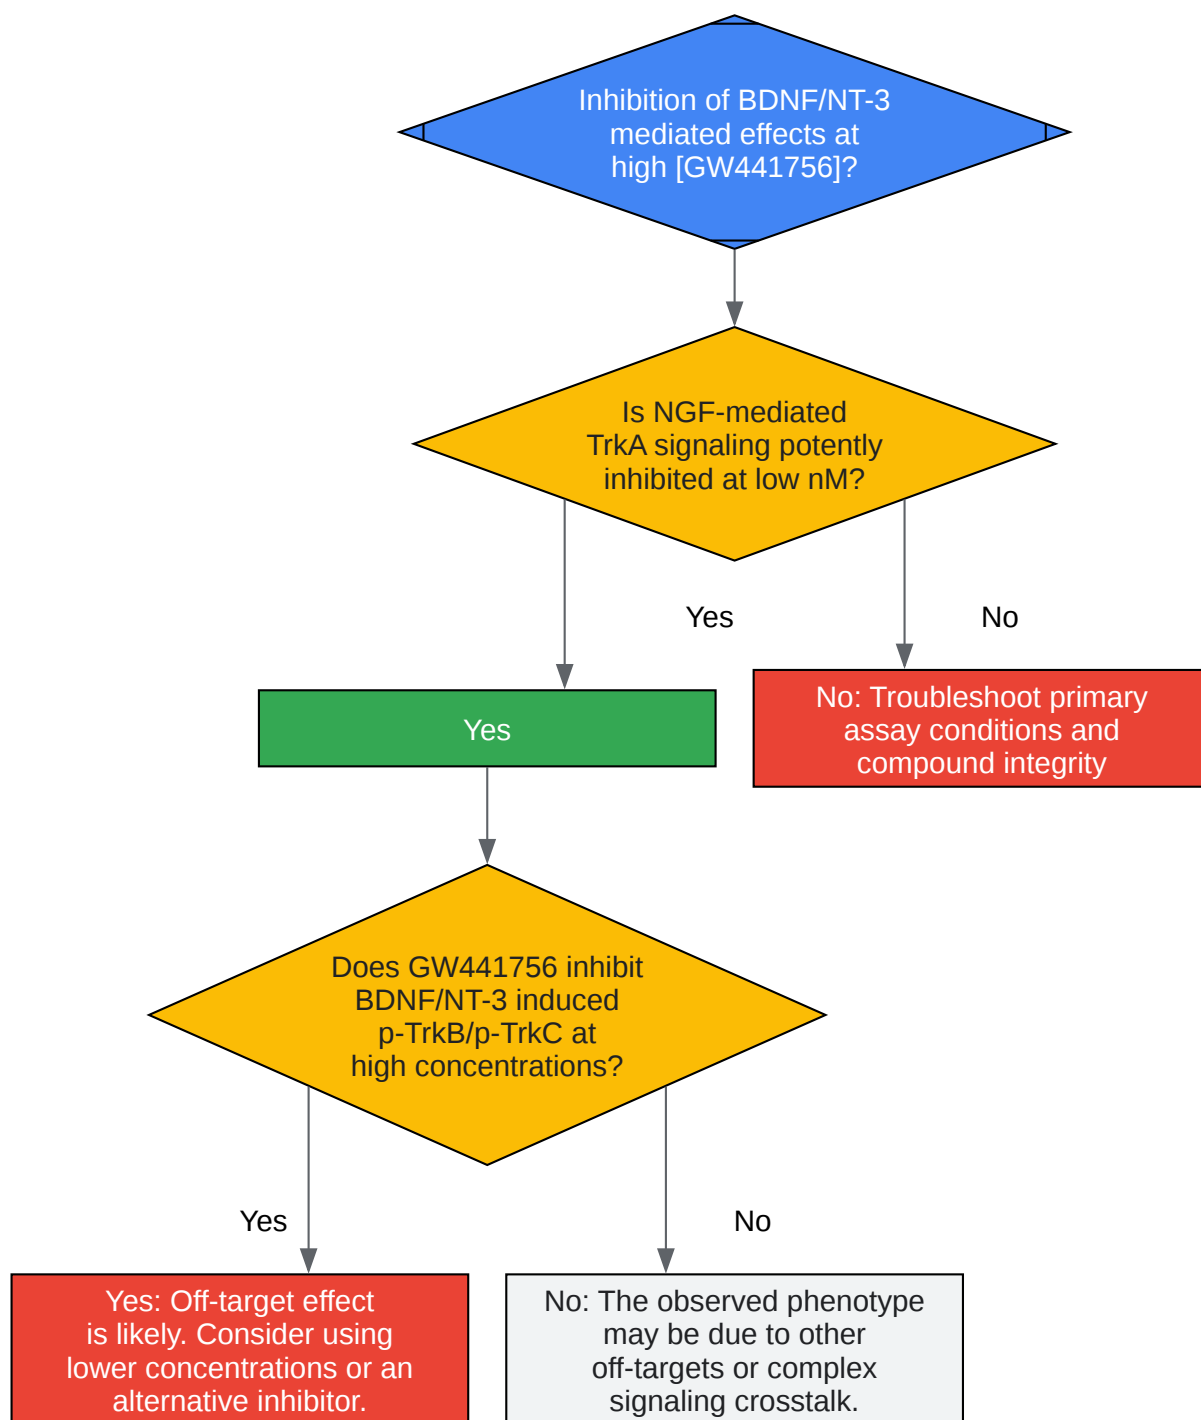 Inhibition of BDNF/NT-3
mediated effects at
high [GW441756]?
Is NGF-mediated
TrkA signaling potently
inhibited at low nM?
Yes
No
Yes
No: Troubleshoot primary
assay conditions and
compound integrity
Does GW441756 inhibit
BDNF/NT-3 induced
p-TrkB/p-TrkC at
high concentrations?
Yes
No
Yes: Off-target effect
is likely. Consider using
lower concentrations or an
alternative inhibitor.
No: The observed phenotype
may be due to other
off-targets or complex
signaling crosstalk.